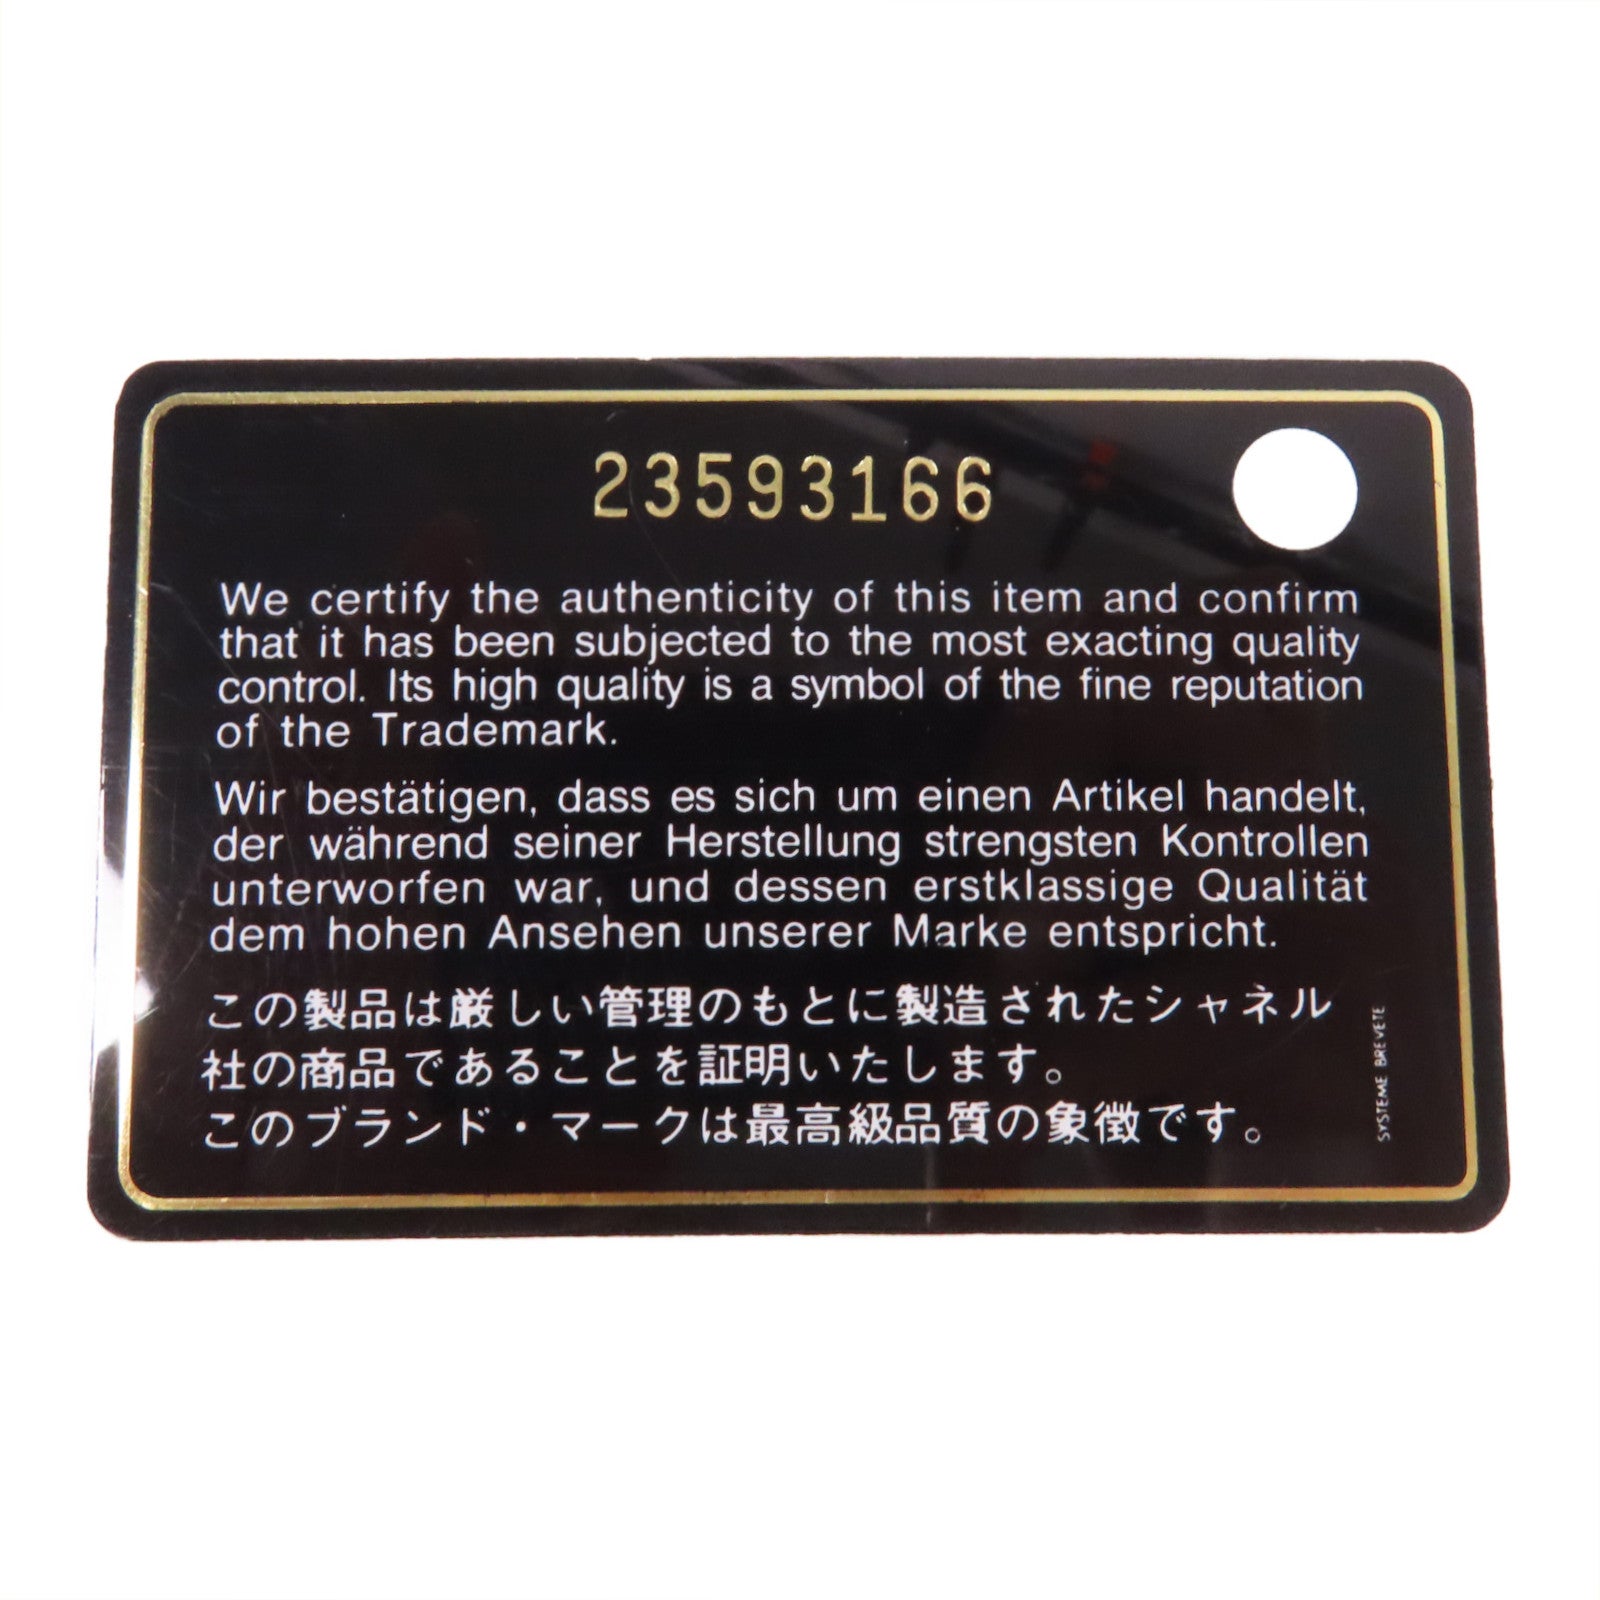 23593166
We certify the authenticity of this item and confirm
that it has been subjected to the most exacting quality
control. Its high quality is a symbol of the fine reputation
of the Trademark.
Wir bestätigen, dass es sich um einen Artikel handelt,
der während seiner Herstellung strengsten Kontrollen
unterworfen war, und dessen erstklassige Qualität
dem hohen Ansehen unserer Marke entspricht.
この製品は厳しい管理のもとに製造されたシャネル
社の商品であることを証明いたします。
このブランド・マークは最高級品質の象徴です。
SYSTEME BREVETE